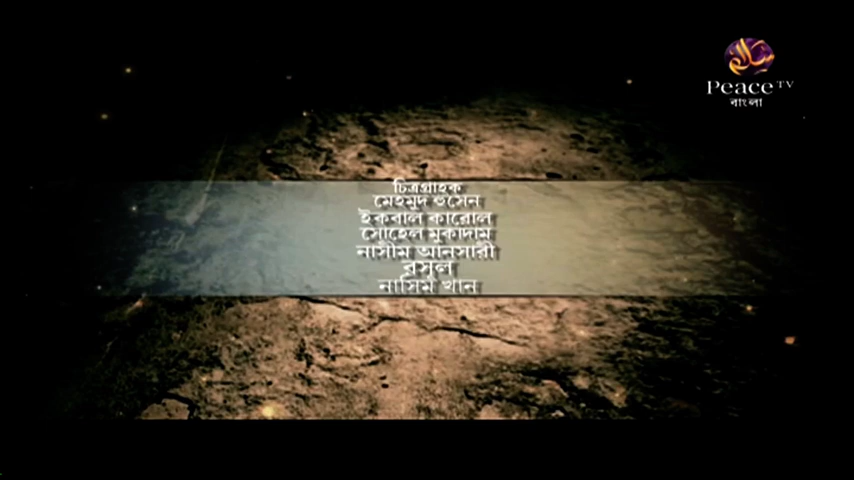 Peace TV
বাংলা
চিত্রগ্রাহক
মেহমুদ হুসেন
ইকবাল কারোল
সোহেল মুকাদাম
নাসীম আনসারী
রসুল
নাসিম খান